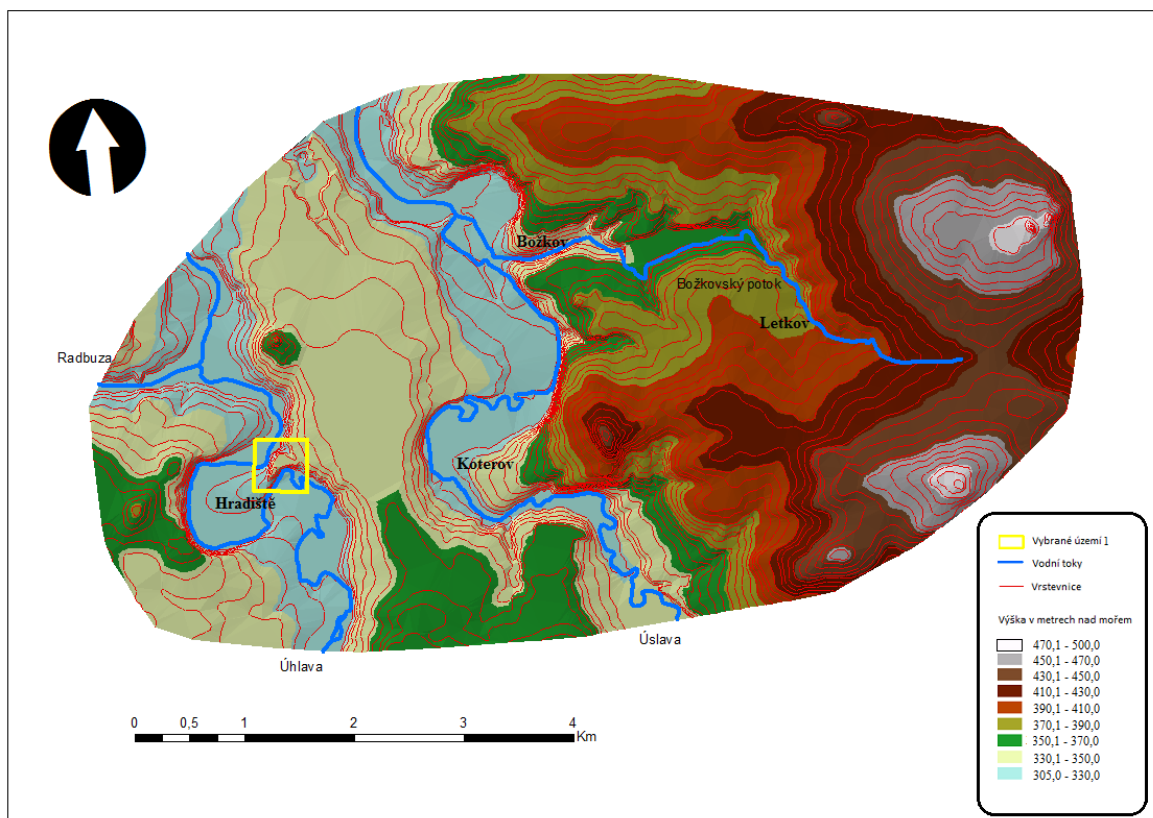 Božkov
Božkovský potok
Letkov
Radbuza
Koterov
Hradiště
Úslava
Úhlava
0 0,5 1 2 3 4
Km
Vybrané území 1
Vodní toky
Vrstevnice
Výška v metrech nad mořem
470,1 - 500,0
450,1 - 470,0
430,1 - 450,0
410,1 - 430,0
390,1 - 410,0
370,1 - 390,0
350,1 - 370,0
330,1 - 350,0
305,0 - 330,0